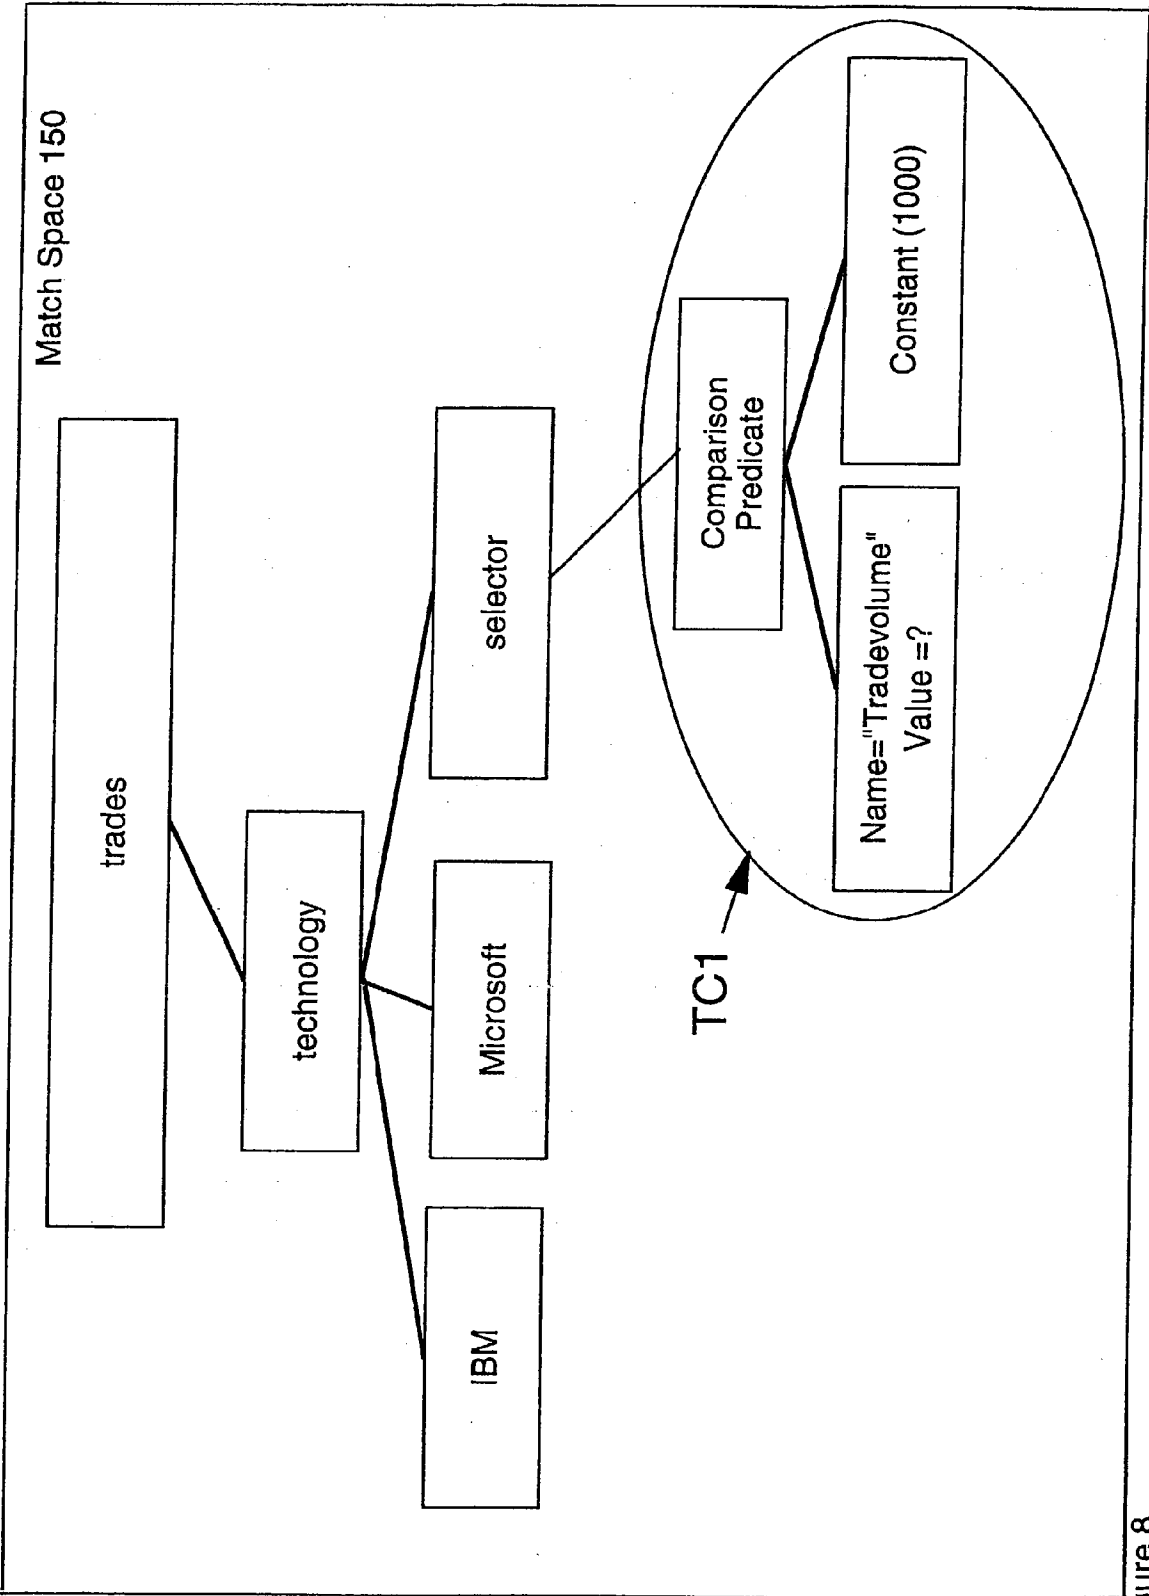 Match Space 150
trades
technology
IBM
Microsoft
selector
Comparison
Predicate
Name="Tradevolume"
Value =?
Constant (1000)
TC1